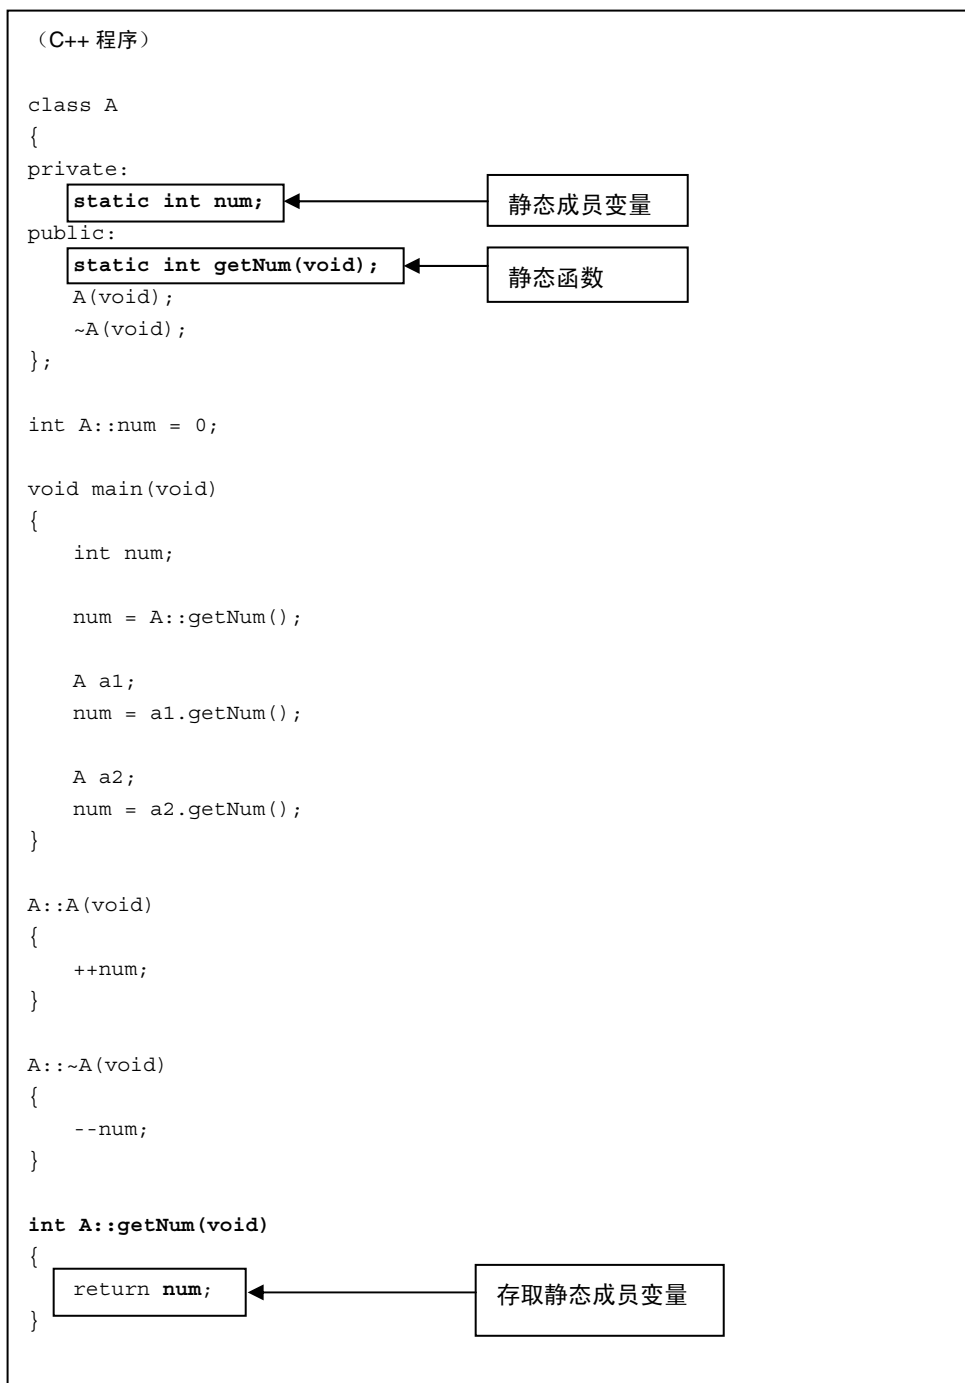 （C++ 程序）
class A
{
private:
static int num;
静态成员变量
public:
static int getNum(void);
静态函数
A(void);
~A(void);
};
int A::num = 0;
void main(void)
{
int num;
num = A::getNum();
A a1;
num = a1.getNum();
A a2;
num = a2.getNum();
}
A::A(void)
{
++num;
}
A::~A(void)
{
--num;
}
int A::getNum(void)
{
return num;
存取静态成员变量
}